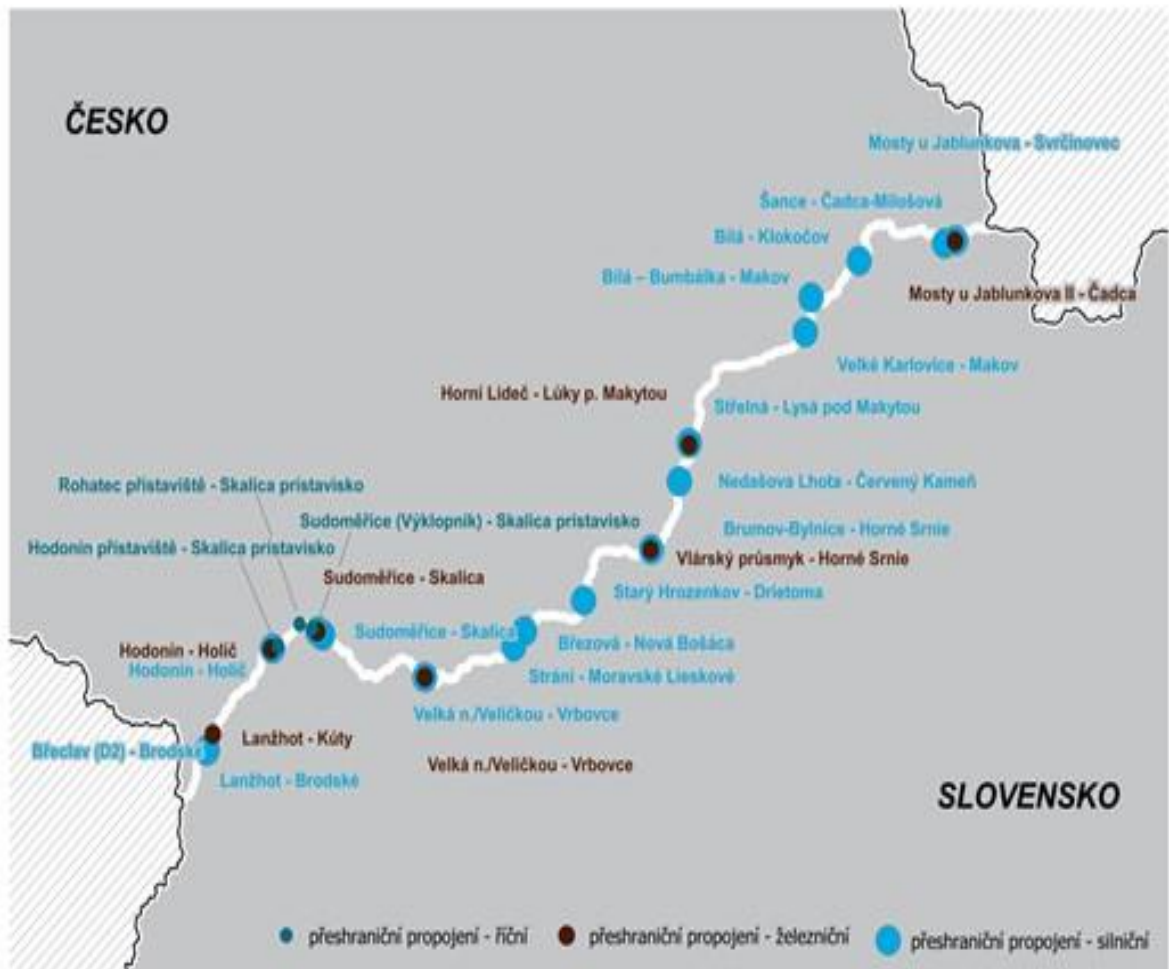 ČESKO
Mosty u Jablunkova - Svrčinovec
Šance - Čadca-Milošová
Bílá - Klokočov
Bílá – Bumbálka - Makov
Mosty u Jablunkova II - Čadca
Velké Karlovice - Makov
Horní Lideč - Lúky p. Makytou
Střelná - Lysá pod Makytou
Rohatec přístaviště - Skalica prístavisko
Nedašova Lhota - Červený Kameň
Sudoměřice (Výklopník) - Skalica prístavisko
Brumov-Bylnice - Horné Srnie
Hodonín přístaviště - Skalica prístavisko
Vlárský průsmyk - Horné Srnie
Sudoměřice - Skalica
Starý Hrozenkov - Drietoma
Sudoměřice - Skalica
Březová - Nová Bošáca
Hodonín - Holíč
Hodonín - Holíč
Strání - Moravské Lieskové
Velká n./Veličkou - Vrbovce
Lanžhot - Kúty
Břeclav (D2) - Brodské
Velká n./Veličkou - Vrbovce
Lanžhot - Brodské
SLOVENSKO
přeshraniční propojení - říční
přeshraniční propojení - železniční
přeshraniční propojení - silniční